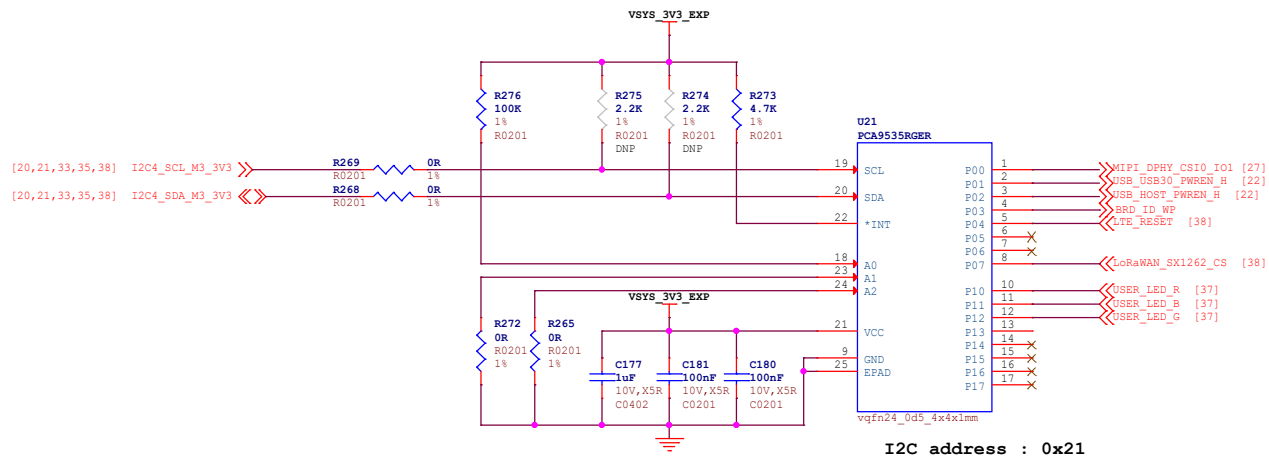 VSYS_3V3_EXP
R276
100K
1%
R0201
R275
2.2K
1%
R0201
DNP
R274
2.2K
1%
R0201
DNP
R273
4.7K
1%
R0201
U21
PCA9535RGER
[20,21,33,35,38] I2C4_SCL_M3_3V3
R269 0R
R0201 1%
[20,21,33,35,38] I2C4_SDA_M3_3V3
R268 0R
R0201 1%
19 SCL
20 SDA
22 *INT
18 A0
23 A1
24 A2
21 VCC
9 GND
25 EPAD
P00 1 MIPI_DPHY_CSI0_IO1 [27]
P01 2 USB_USB30_PWREN_H [22]
P02 3 USB_HOST_PWREN_H [22]
P03 4 BRD_ID_WP
P04 5 LTE_RESET [38]
P05 6
P06 7
P07 8 LoRaWAN_SX1262_CS [38]
P10 10 USER_LED_R [37]
P11 11 USER_LED_B [37]
P12 12 USER_LED_G [37]
P13 13
P14 14
P15 15
P16 16
P17 17
VSYS_3V3_EXP
R272
0R
R0201
1%
R265
0R
R0201
1%
C177
1uF
10V,X5R
C0402
C181
100nF
10V,X5R
C0201
C180
100nF
10V,X5R
C0201
vqfn24_0d5_4x4x1mm
I2C address : 0x21